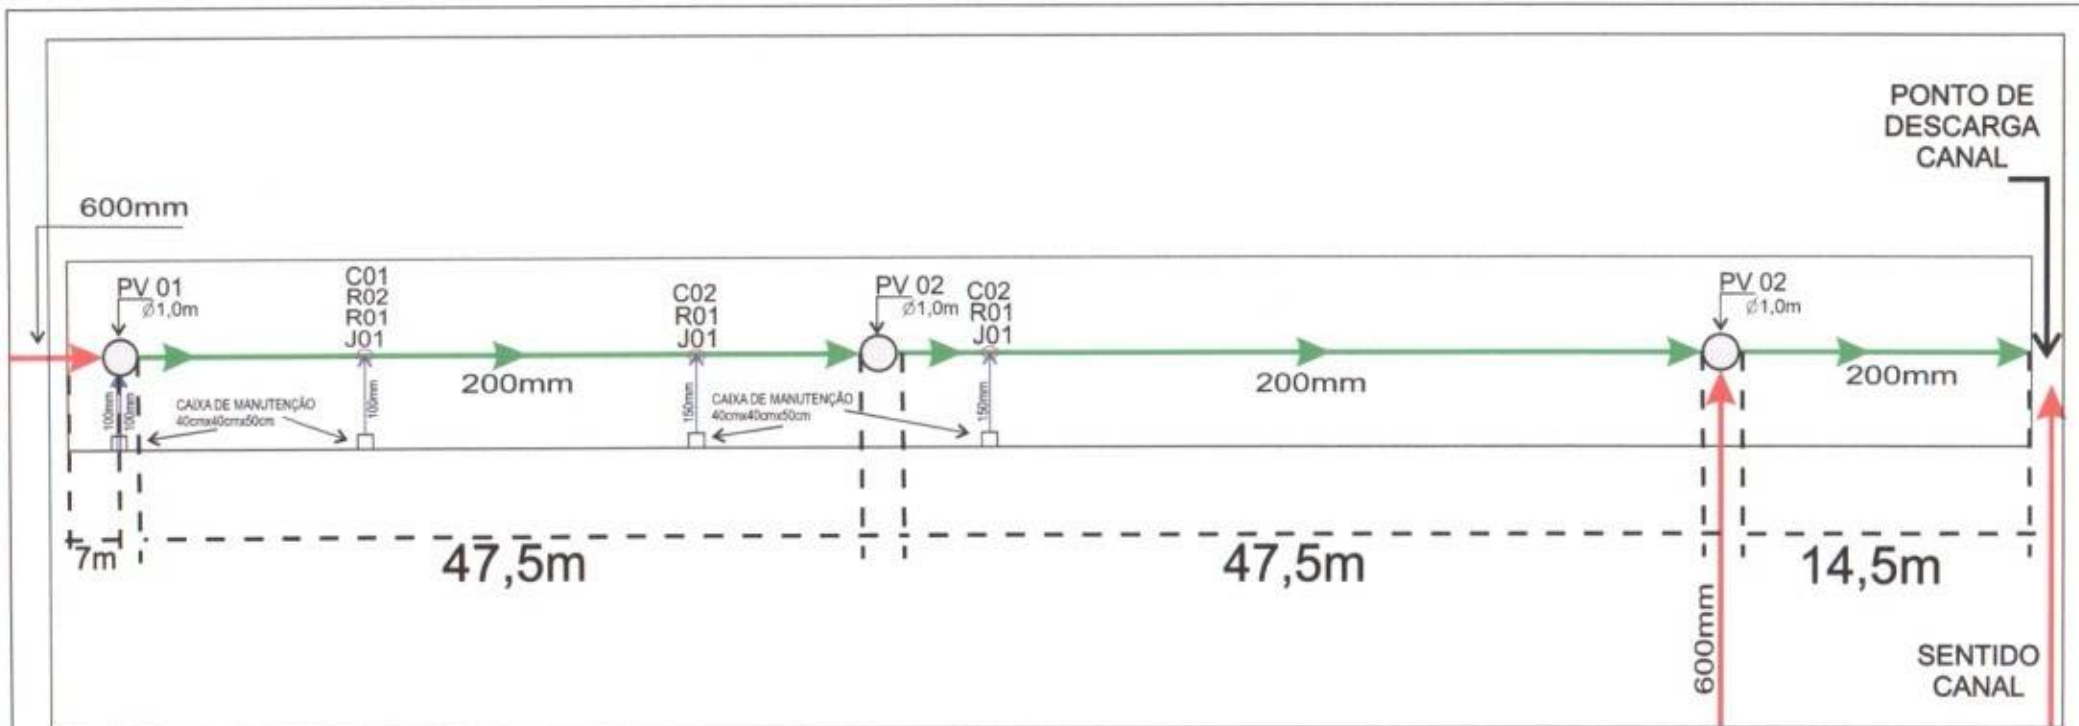 PONTO DE
DESCARGA
CANAL
600mm
PV 01
Ø1,0m
C01
R02
R01
J01
C02
R01
J01
PV 02
Ø1,0m
C02
R01
J01
PV 02
Ø1,0m
200mm
200mm
200mm
100mm
100mm
CAIXA DE MANUTENÇÃO
40cmx40cmx50cm
100mm
150mm
CAIXA DE MANUTENÇÃO
40cmx40cmx50cm
150mm
7m
47,5m
47,5m
14,5m
600mm
SENTIDO
CANAL